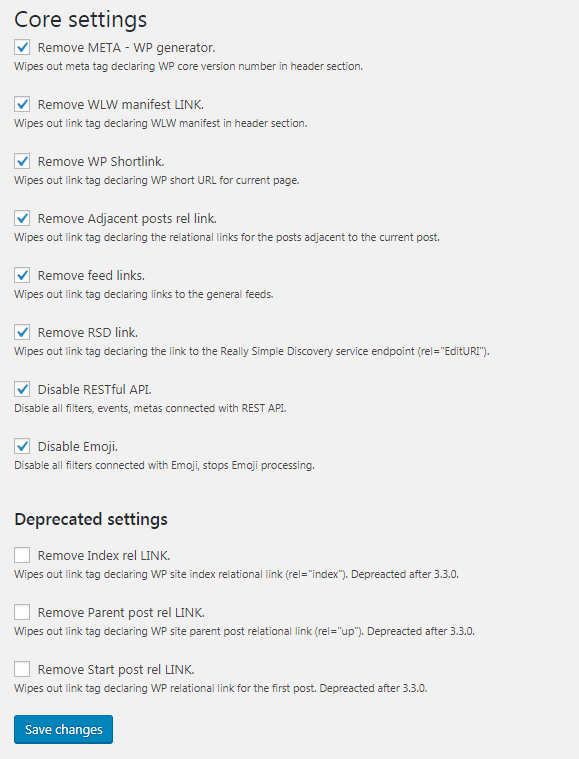 Core settings
Remove META - WP generator.
Wipes out meta tag declaring WP core version number in header section.
Remove WLW manifest LINK.
Wipes out link tag declaring WLW manifest in header section.
Remove WP Shortlink.
Wipes out link tag declaring WP short URL for current page.
Remove Adjacent posts rel link.
Wipes out link tag declaring the relational links for the posts adjacent to the current post.
Remove feed links.
Wipes out link tag declaring links to the general feeds.
Remove RSD link.
Wipes out link tag declaring the link to the Really Simple Discovery service endpoint (rel="EditURI").
Disable RESTful API.
Disable all filters, events, metas connected with REST API.
Disable Emoji.
Disable all filters connected with Emoji, stops Emoji processing.
Deprecated settings
Remove Index rel LINK.
Wipes out link tag declaring WP site index relational link (rel="index"). Depreacted after 3.3.0.
Remove Parent post rel LINK.
Wipes out link tag declaring WP site parent post relational link (rel="up"). Depreacted after 3.3.0.
Remove Start post rel LINK.
Wipes out link tag declaring WP relational link for the first post. Depreacted after 3.3.0.
Save changes